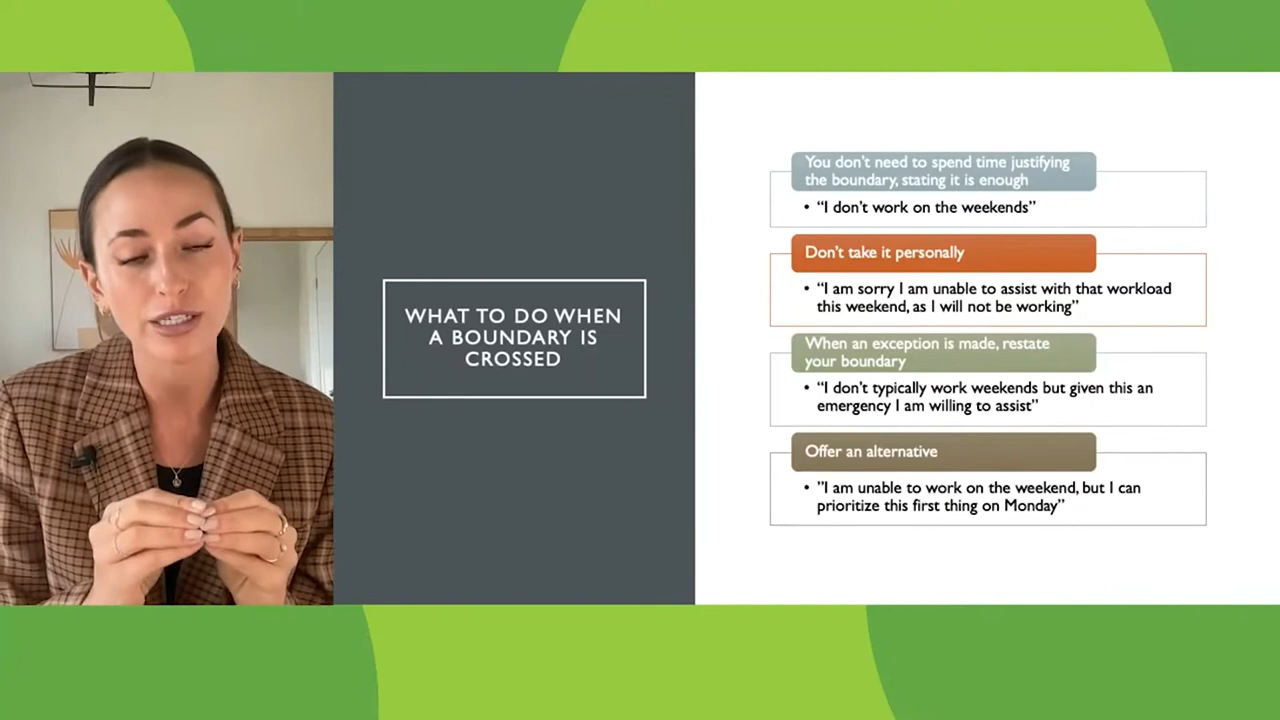 WHAT TO DO WHEN
A BOUNDARY IS
CROSSED
You don't need to spend time justifying
the boundary, stating it is enough
• “I don't work on the weekends”
Don't take it personally
• “I am sorry I am unable to assist with that workload
this weekend, as I will not be working”
When an exception is made, restate
your boundary
• “I don't typically work weekends but given this an
emergency I am willing to assist”
Offer an alternative
• ”I am unable to work on the weekend, but I can
prioritize this first thing on Monday”